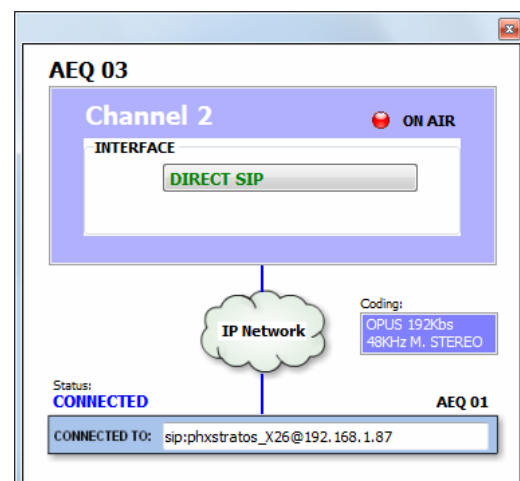 AEQ 03
Channel 2
ON AIR
INTERFACE
DIRECT SIP
IP Network
Coding:
OPUS 192Kbs
48KHz M. STEREO
Status:
CONNECTED
AEQ 01
CONNECTED TO: sip:phxstratos_X26@192.168.1.87